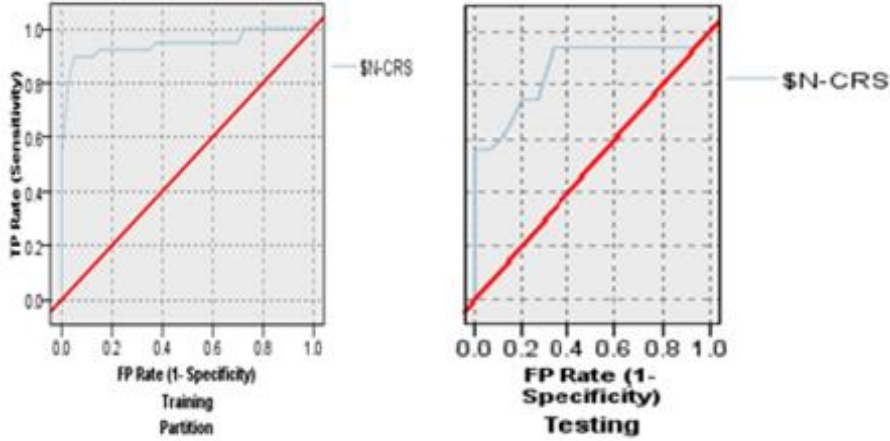 TP Rate (Sensitivity)
1.0
0.8
0.6
0.4
0.2
0.0
0.0 0.2 0.4 0.6 0.8 1.0
FP Rate (1- Specificity)
Training
Partition
$N-CRS
0.0 0.2 0.4 0.6 0.8 1.0
FP Rate (1-
Specificity)
Testing
$N-CRS